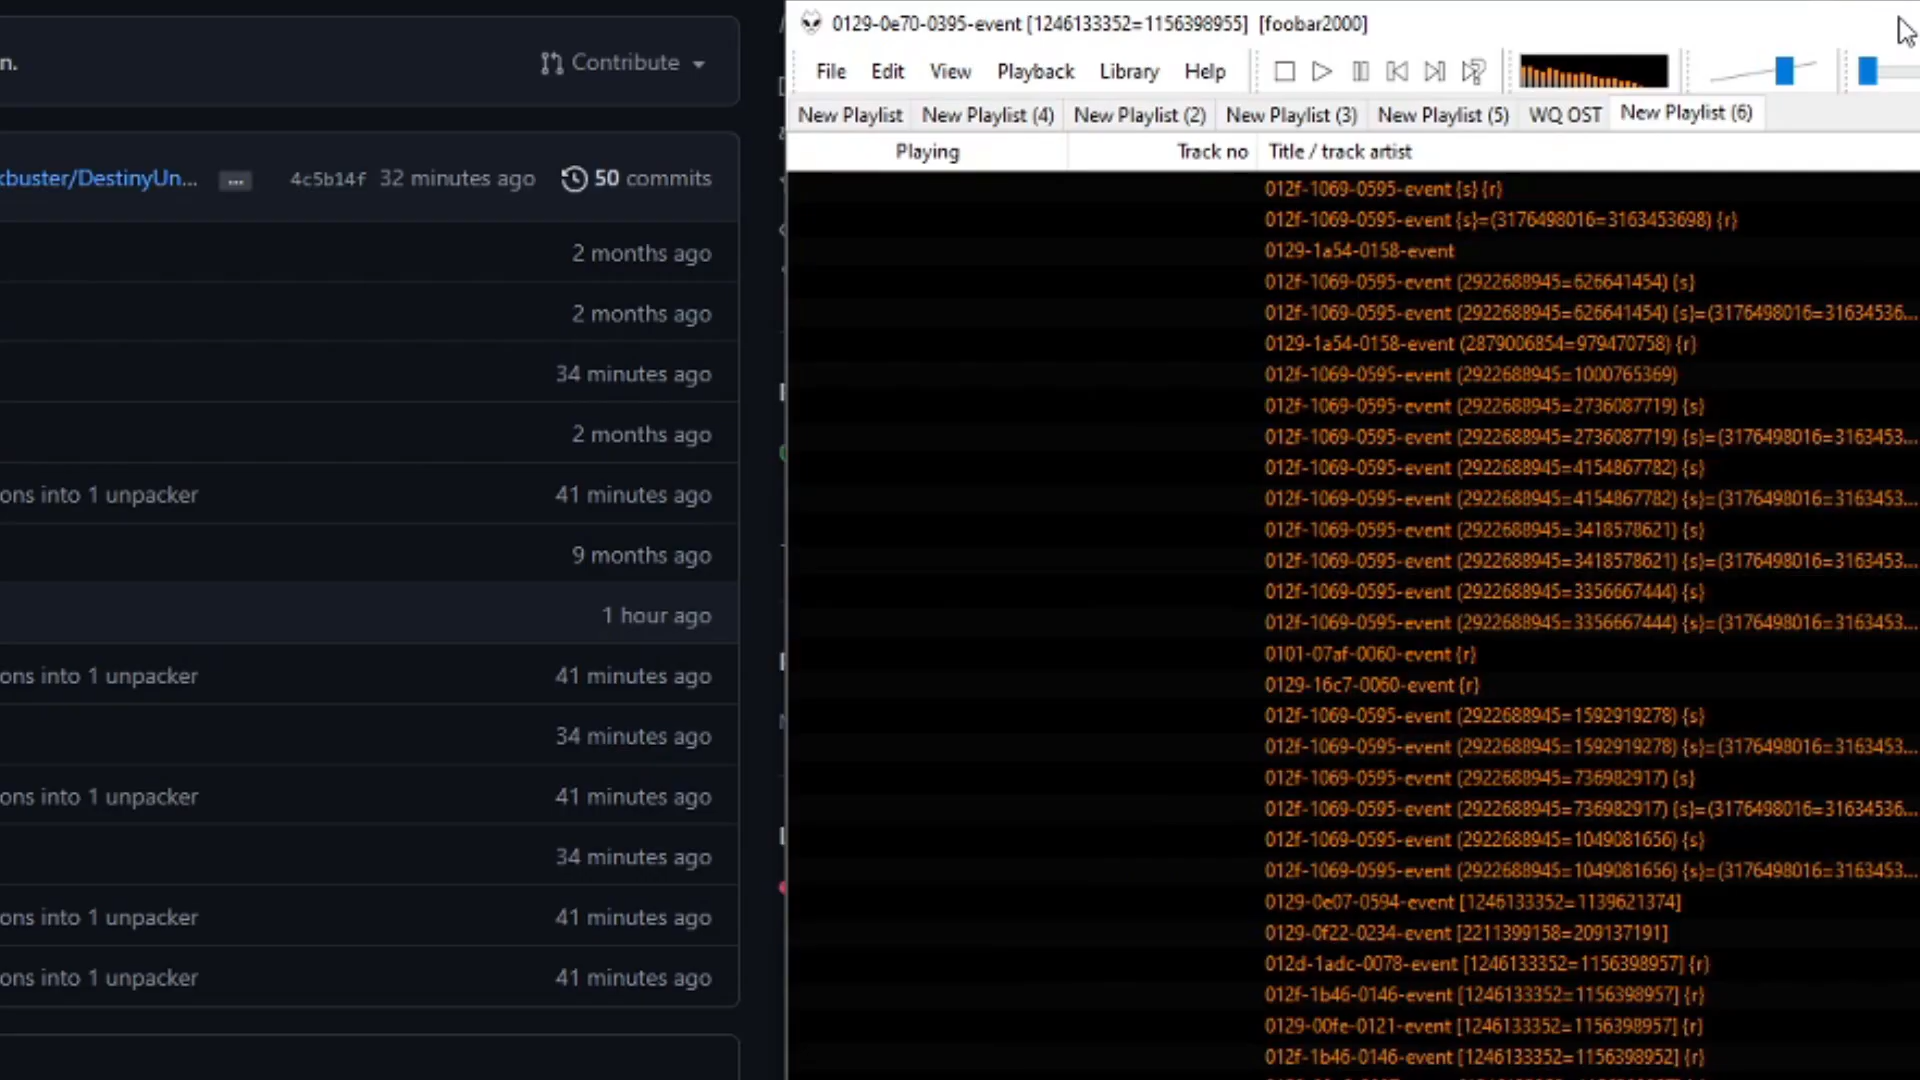 n.
Contribute
kbuster/DestinyUn... ... 4c5b14f 32 minutes ago 50 commits
2 months ago
2 months ago
34 minutes ago
2 months ago
ons into 1 unpacker 41 minutes ago
9 months ago
1 hour ago
ons into 1 unpacker 41 minutes ago
34 minutes ago
ons into 1 unpacker 41 minutes ago
34 minutes ago
ons into 1 unpacker 41 minutes ago
ons into 1 unpacker 41 minutes ago
0129-0e70-0395-event [1246133352=1156398955] [foobar2000]
File Edit View Playback Library Help
New Playlist New Playlist (4) New Playlist (2) New Playlist (3) New Playlist (5) WQ OST New Playlist (6)
Playing Track no Title / track artist
012f-1069-0595-event {s} {r}
012f-1069-0595-event {s}=(3176498016=3163453698) {r}
0129-1a54-0158-event
012f-1069-0595-event (2922688945=626641454) {s}
012f-1069-0595-event (2922688945=626641454) {s}=(3176498016=31634536...
0129-1a54-0158-event (2879006854=979470758) {r}
012f-1069-0595-event (2922688945=1000765369)
012f-1069-0595-event (2922688945=2736087719) {s}
012f-1069-0595-event (2922688945=2736087719) {s}=(3176498016=3163453...
012f-1069-0595-event (2922688945=4154867782) {s}
012f-1069-0595-event (2922688945=4154867782) {s}=(3176498016=3163453...
012f-1069-0595-event (2922688945=3418578621) {s}
012f-1069-0595-event (2922688945=3418578621) {s}=(3176498016=3163453...
012f-1069-0595-event (2922688945=3356667444) {s}
012f-1069-0595-event (2922688945=3356667444) {s}=(3176498016=3163453...
0101-07af-0060-event {r}
0129-16c7-0060-event {r}
012f-1069-0595-event (2922688945=1592919278) {s}
012f-1069-0595-event (2922688945=1592919278) {s}=(3176498016=3163453...
012f-1069-0595-event (2922688945=736982917) {s}
012f-1069-0595-event (2922688945=736982917) {s}=(3176498016=31634536...
012f-1069-0595-event (2922688945=1049081656) {s}
012f-1069-0595-event (2922688945=1049081656) {s}=(3176498016=3163453...
0129-0e07-0594-event [1246133352=1139621374]
0129-0f22-0234-event [2211399158=209137191]
012d-1adc-0078-event [1246133352=1156398957] {r}
012f-1b46-0146-event [1246133352=1156398957] {r}
0129-00fe-0121-event [1246133352=1156398957] {r}
012f-1b46-0146-event [1246133352=1156398952] {r}